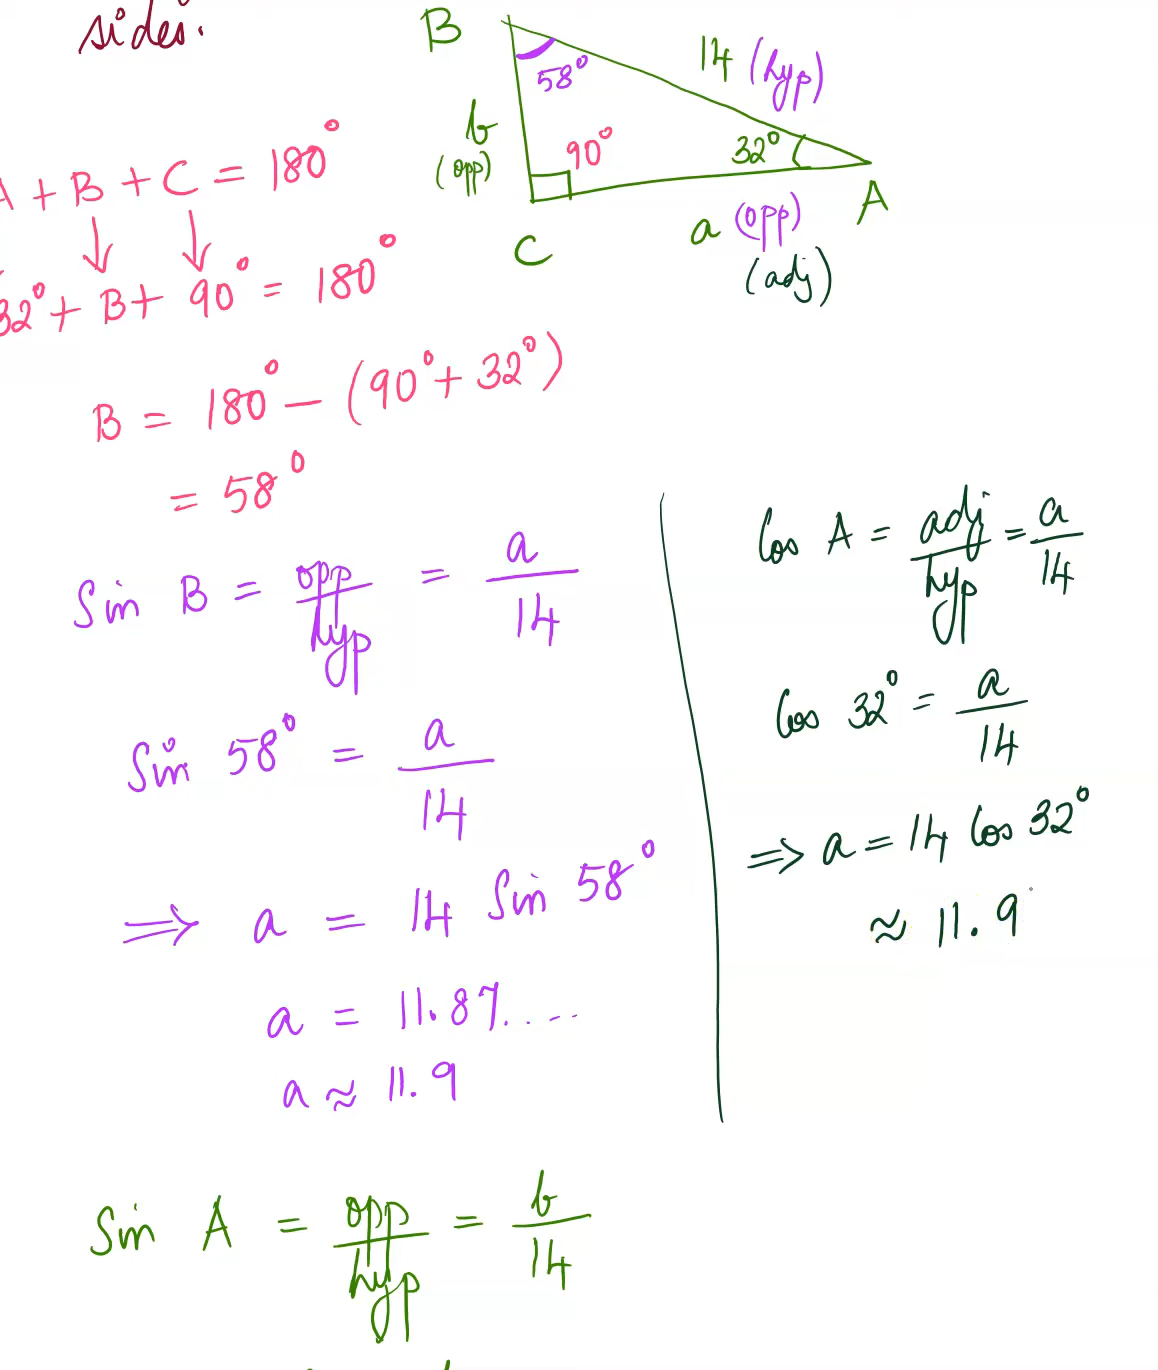 sides.
B
58°
14 (hyp)
b
(opp)
90°
32°
A
C
a (opp)
(adj)
A + B + C = 180°
32° + B + 90° = 180°
B = 180° − (90° + 32°)
= 58°
Sin B = opp/hyp = a/14
Sin 58° = a/14
⇒ a = 14 Sin 58°
a = 11.87....
a ≈ 11.9
Cos A = adj/hyp = a/14
Cos 32° = a/14
⇒ a = 14 Cos 32°
≈ 11.9
Sin A = opp/hyp = b/14